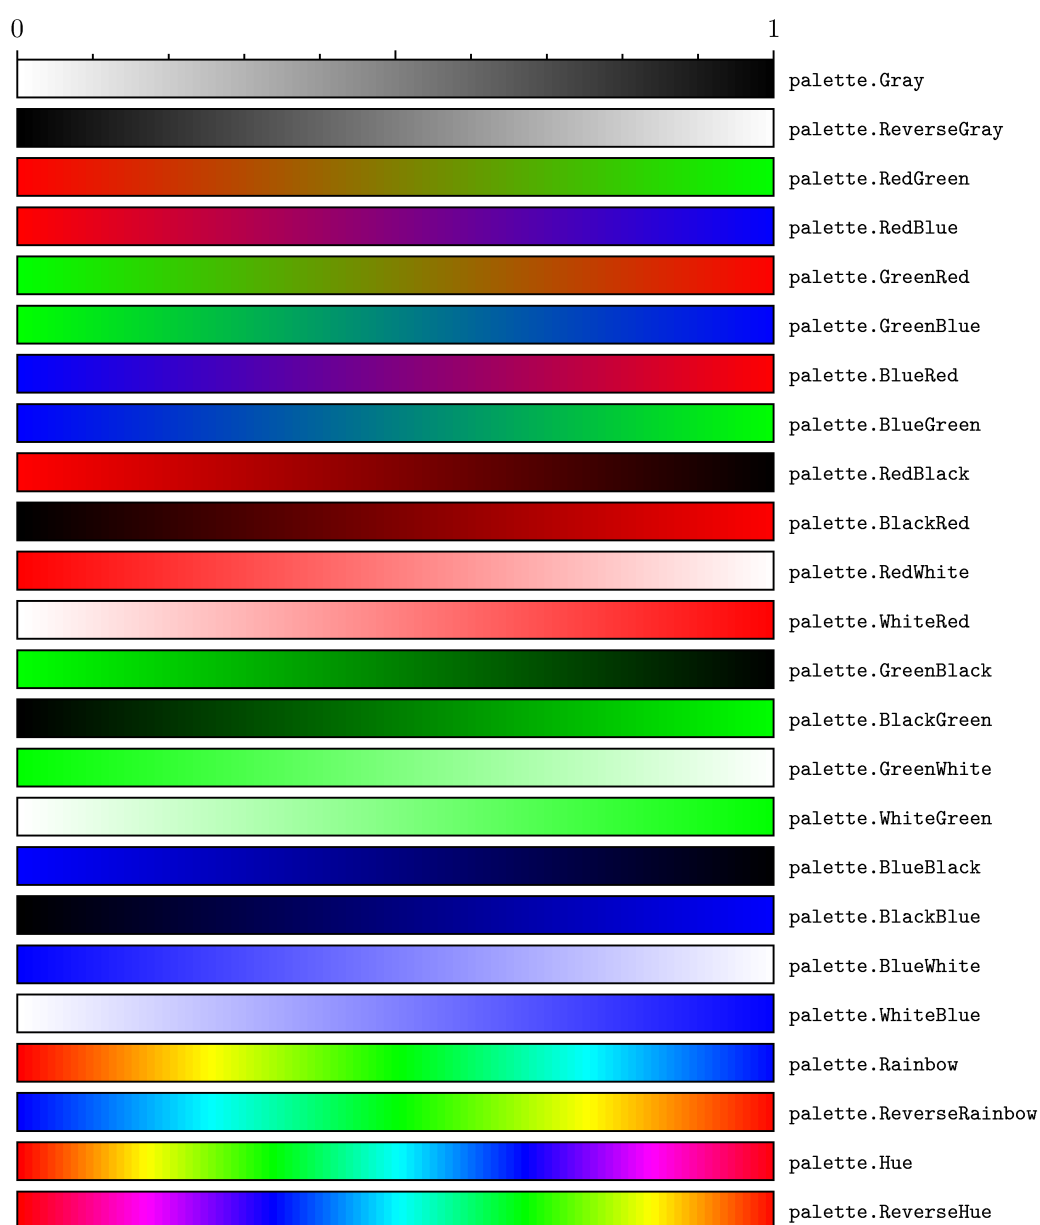 0 1
palette.Gray
palette.ReverseGray
palette.RedGreen
palette.RedBlue
palette.GreenRed
palette.GreenBlue
palette.BlueRed
palette.BlueGreen
palette.RedBlack
palette.BlackRed
palette.RedWhite
palette.WhiteRed
palette.GreenBlack
palette.BlackGreen
palette.GreenWhite
palette.WhiteGreen
palette.BlueBlack
palette.BlackBlue
palette.BlueWhite
palette.WhiteBlue
palette.Rainbow
palette.ReverseRainbow
palette.Hue
palette.ReverseHue